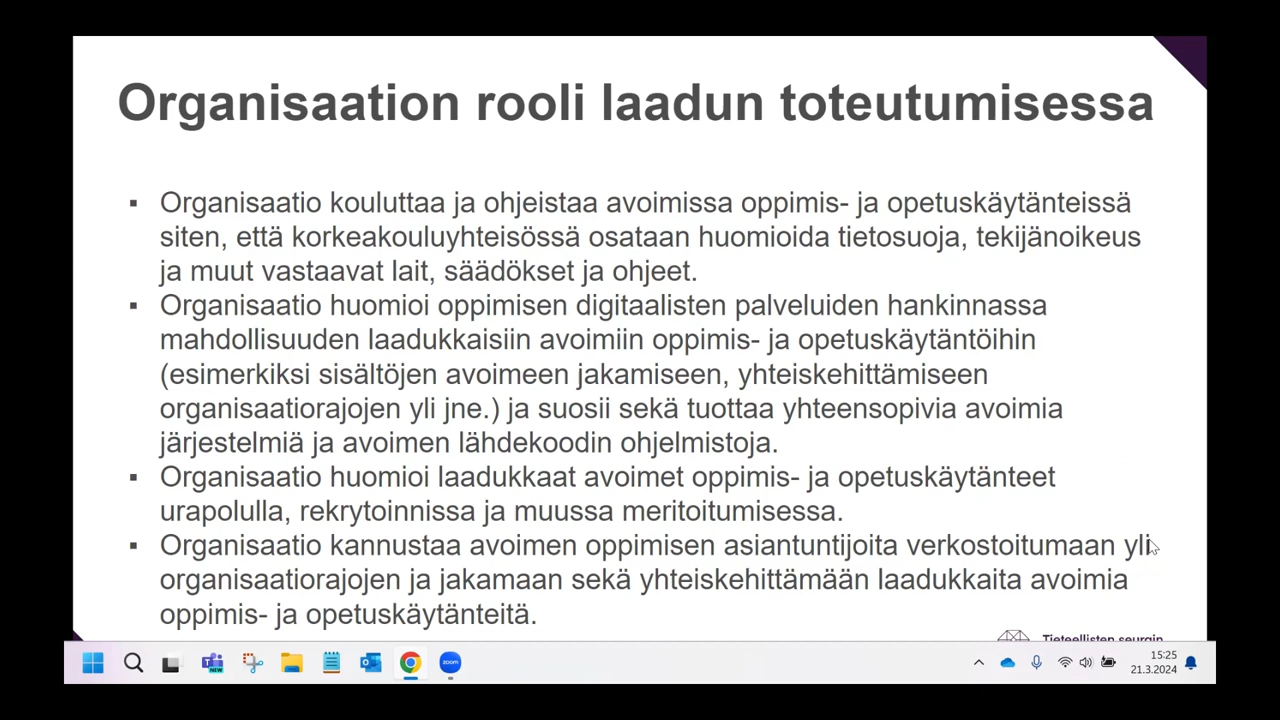 Organisaation rooli laadun toteutumisessa
▪ Organisaatio kouluttaa ja ohjeistaa avoimissa oppimis- ja opetuskäytänteissä
siten, että korkeakouluyhteisössä osataan huomioida tietosuoja, tekijänoikeus
ja muut vastaavat lait, säädökset ja ohjeet.
▪ Organisaatio huomioi oppimisen digitaalisten palveluiden hankinnassa
mahdollisuuden laadukkaisiin avoimiin oppimis- ja opetuskäytäntöihin
(esimerkiksi sisältöjen avoimeen jakamiseen, yhteiskehittämiseen
organisaatiorajojen yli jne.) ja suosii sekä tuottaa yhteensopivia avoimia
järjestelmiä ja avoimen lähdekoodin ohjelmistoja.
▪ Organisaatio huomioi laadukkaat avoimet oppimis- ja opetuskäytänteet
urapolulla, rekrytoinnissa ja muussa meritoitumisessa.
▪ Organisaatio kannustaa avoimen oppimisen asiantuntijoita verkostoitumaan yli
organisaatiorajojen ja jakamaan sekä yhteiskehittämään laadukkaita avoimia
oppimis- ja opetuskäytänteitä.
Tieteellisten seurain
NEW
zoom
15:25
21.3.2024